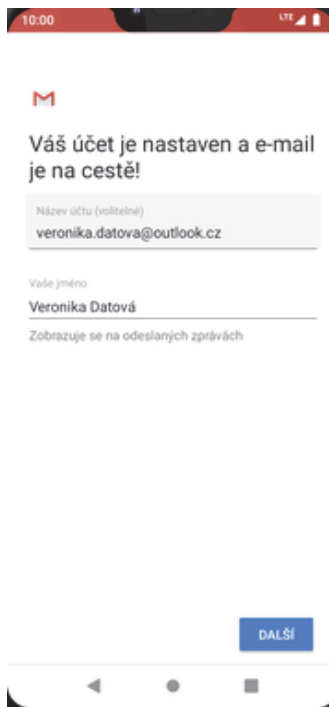 10:00
LTE
Váš účet je nastaven a e-mail
je na cestě!
Název účtu (volitelné)
veronika.datova@outlook.cz
Vaše jméno
Veronika Datová
Zobrazuje se na odeslaných zprávách
DALŠÍ